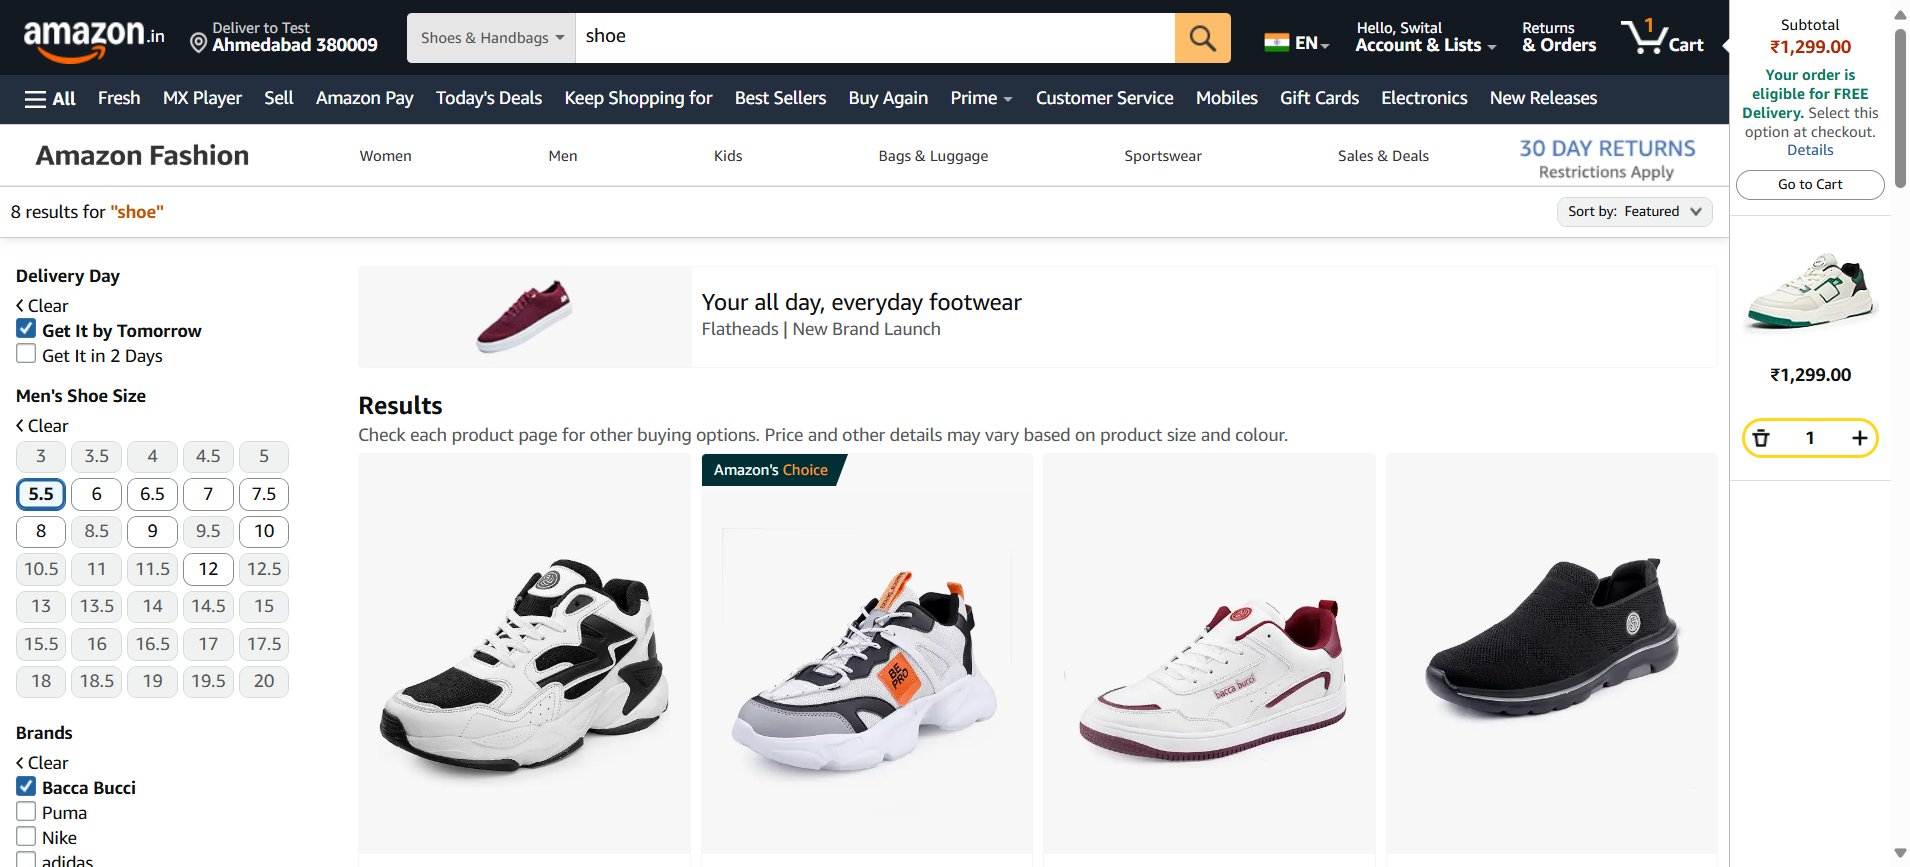 amazon.in
Deliver to Test
Ahmedabad 380009
Shoes & Handbags
shoe
EN
Hello, Swital
Account & Lists
Returns
& Orders
1
Cart
All
Fresh
MX Player
Sell
Amazon Pay
Today's Deals
Keep Shopping for
Best Sellers
Buy Again
Prime
Customer Service
Mobiles
Gift Cards
Electronics
New Releases
Amazon Fashion
Women
Men
Kids
Bags & Luggage
Sportswear
Sales & Deals
30 DAY RETURNS
Restrictions Apply
8 results for "shoe"
Sort by: Featured
Delivery Day
Clear
Get It by Tomorrow
Get It in 2 Days
Men's Shoe Size
Clear
3 3.5 4 4.5 5
5.5 6 6.5 7 7.5
8 8.5 9 9.5 10
10.5 11 11.5 12 12.5
13 13.5 14 14.5 15
15.5 16 16.5 17 17.5
18 18.5 19 19.5 20
Brands
Clear
Bacca Bucci
Puma
Nike
adidas
Your all day, everyday footwear
Flatheads | New Brand Launch
Results
Check each product page for other buying options. Price and other details may vary based on product size and colour.
Amazon's Choice
BE
PRO
bacca bucci
Subtotal
₹1,299.00
Your order is
eligible for FREE
Delivery. Select this
option at checkout.
Details
Go to Cart
₹1,299.00
1